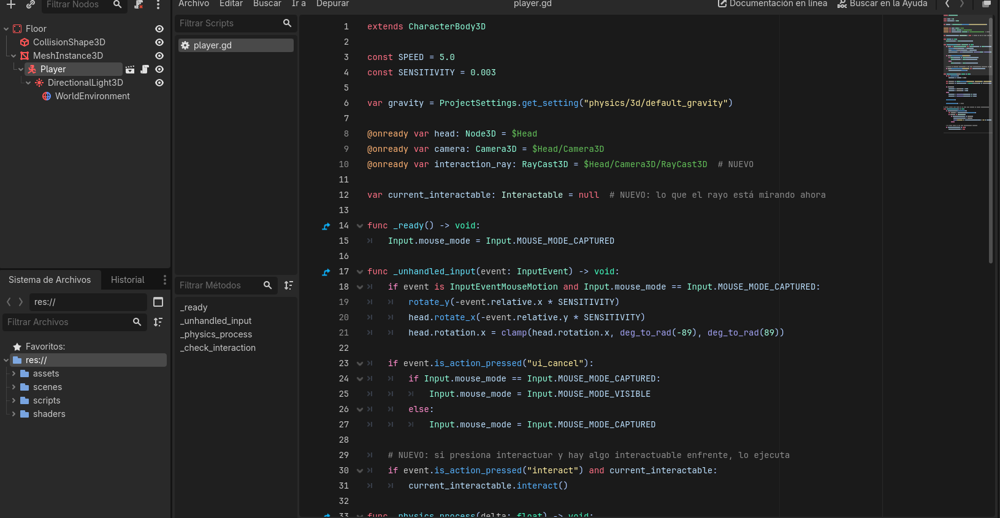 Archivo Editar Buscar Ir a Depurar
player.gd
Documentación en línea
Buscar en la Ayuda
Filtrar Nodos
Floor
CollisionShape3D
MeshInstance3D
Player
DirectionalLight3D
WorldEnvironment
Sistema de Archivos
Historial
res://
Filtrar Archivos
Favoritos:
res://
assets
scenes
scripts
shaders
Filtrar Scripts
player.gd
Filtrar Métodos
_ready
_unhandled_input
_physics_process
_check_interaction
1 extends CharacterBody3D
2
3 const SPEED = 5.0
4 const SENSITIVITY = 0.003
5
6 var gravity = ProjectSettings.get_setting("physics/3d/default_gravity")
7
8 @onready var head: Node3D = $Head
9 @onready var camera: Camera3D = $Head/Camera3D
10 @onready var interaction_ray: RayCast3D = $Head/Camera3D/RayCast3D  # NUEVO
11
12 var current_interactable: Interactable = null  # NUEVO: lo que el rayo está mirando ahora
13
14 func _ready() -> void:
15 Input.mouse_mode = Input.MOUSE_MODE_CAPTURED
16
17 func _unhandled_input(event: InputEvent) -> void:
18 if event is InputEventMouseMotion and Input.mouse_mode == Input.MOUSE_MODE_CAPTURED:
19 rotate_y(-event.relative.x * SENSITIVITY)
20 head.rotate_x(-event.relative.y * SENSITIVITY)
21 head.rotation.x = clamp(head.rotation.x, deg_to_rad(-89), deg_to_rad(89))
22
23 if event.is_action_pressed("ui_cancel"):
24 if Input.mouse_mode == Input.MOUSE_MODE_CAPTURED:
25 Input.mouse_mode = Input.MOUSE_MODE_VISIBLE
26 else:
27 Input.mouse_mode = Input.MOUSE_MODE_CAPTURED
28
29 # NUEVO: si presiona interactuar y hay algo interactuable enfrente, lo ejecuta
30 if event.is_action_pressed("interact") and current_interactable:
31 current_interactable.interact()
32
33 func _physics_process(delta: float) -> void: